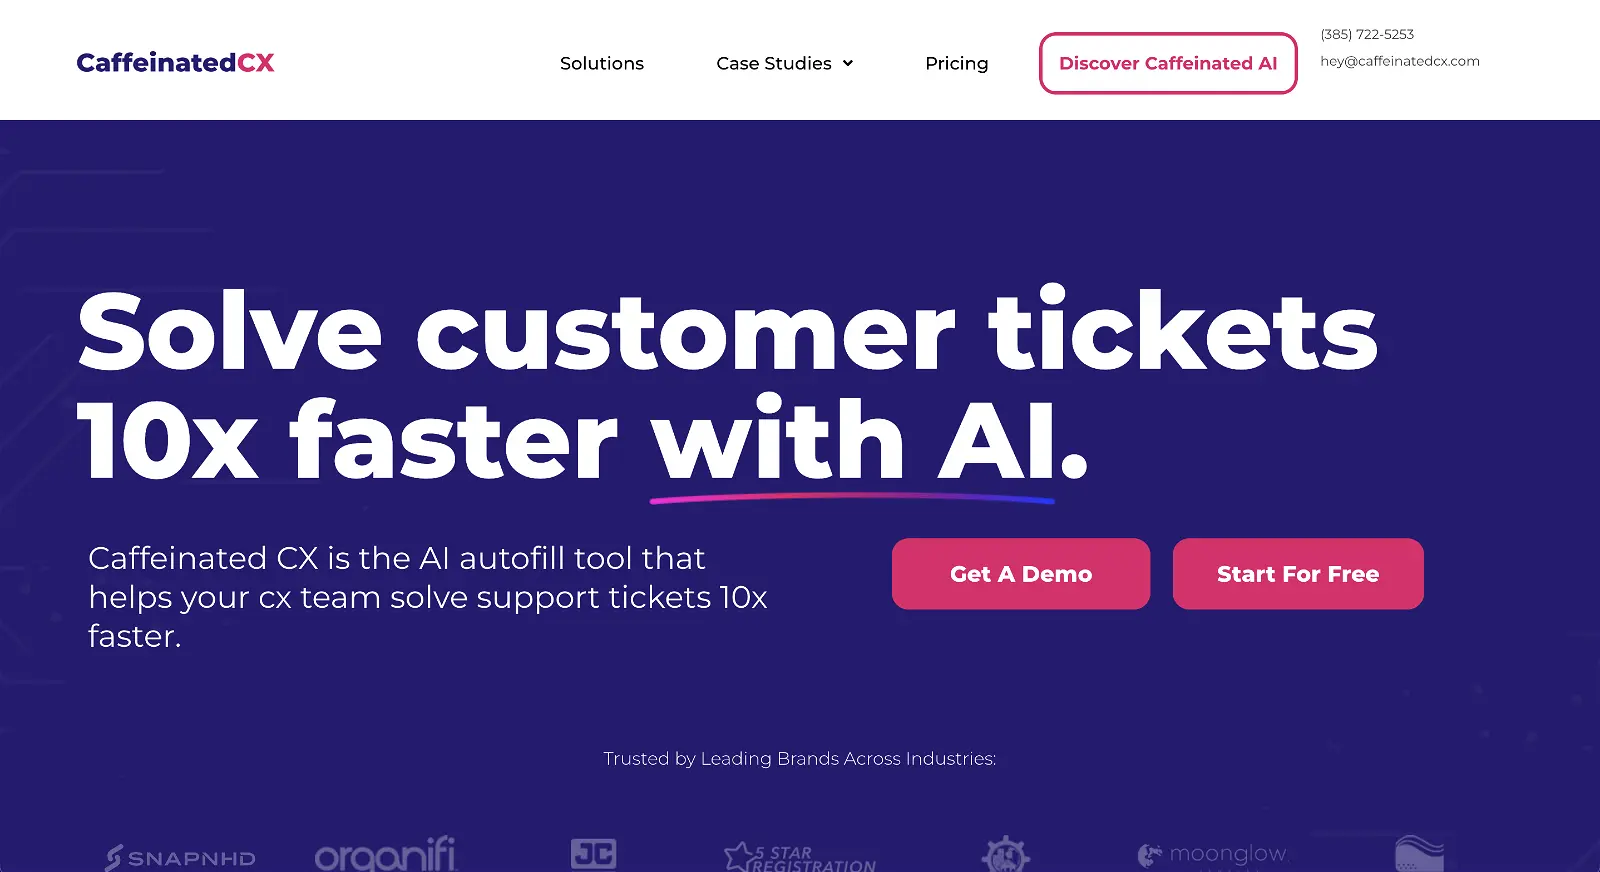 CaffeinatedCX
Solutions
Case Studies
Pricing
Discover Caffeinated AI
(385) 722-5253
hey@caffeinatedcx.com
Solve customer tickets
10x faster with AI.
Caffeinated CX is the AI autofill tool that
helps your cx team solve support tickets 10x
faster.
Get A Demo
Start For Free
Trusted by Leading Brands Across Industries:
SNAPNHD
organifi
JC
5 STAR
REGISTRATION
moonglow